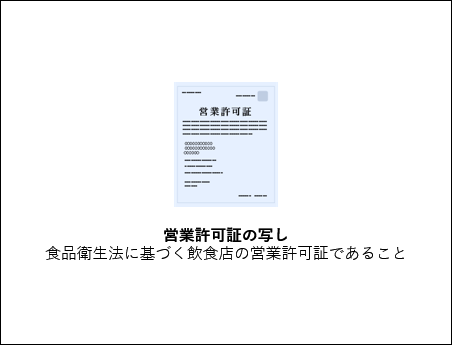 営業許可証
営業許可証の写し
食品衛生法に基づく飲食店の営業許可証であること